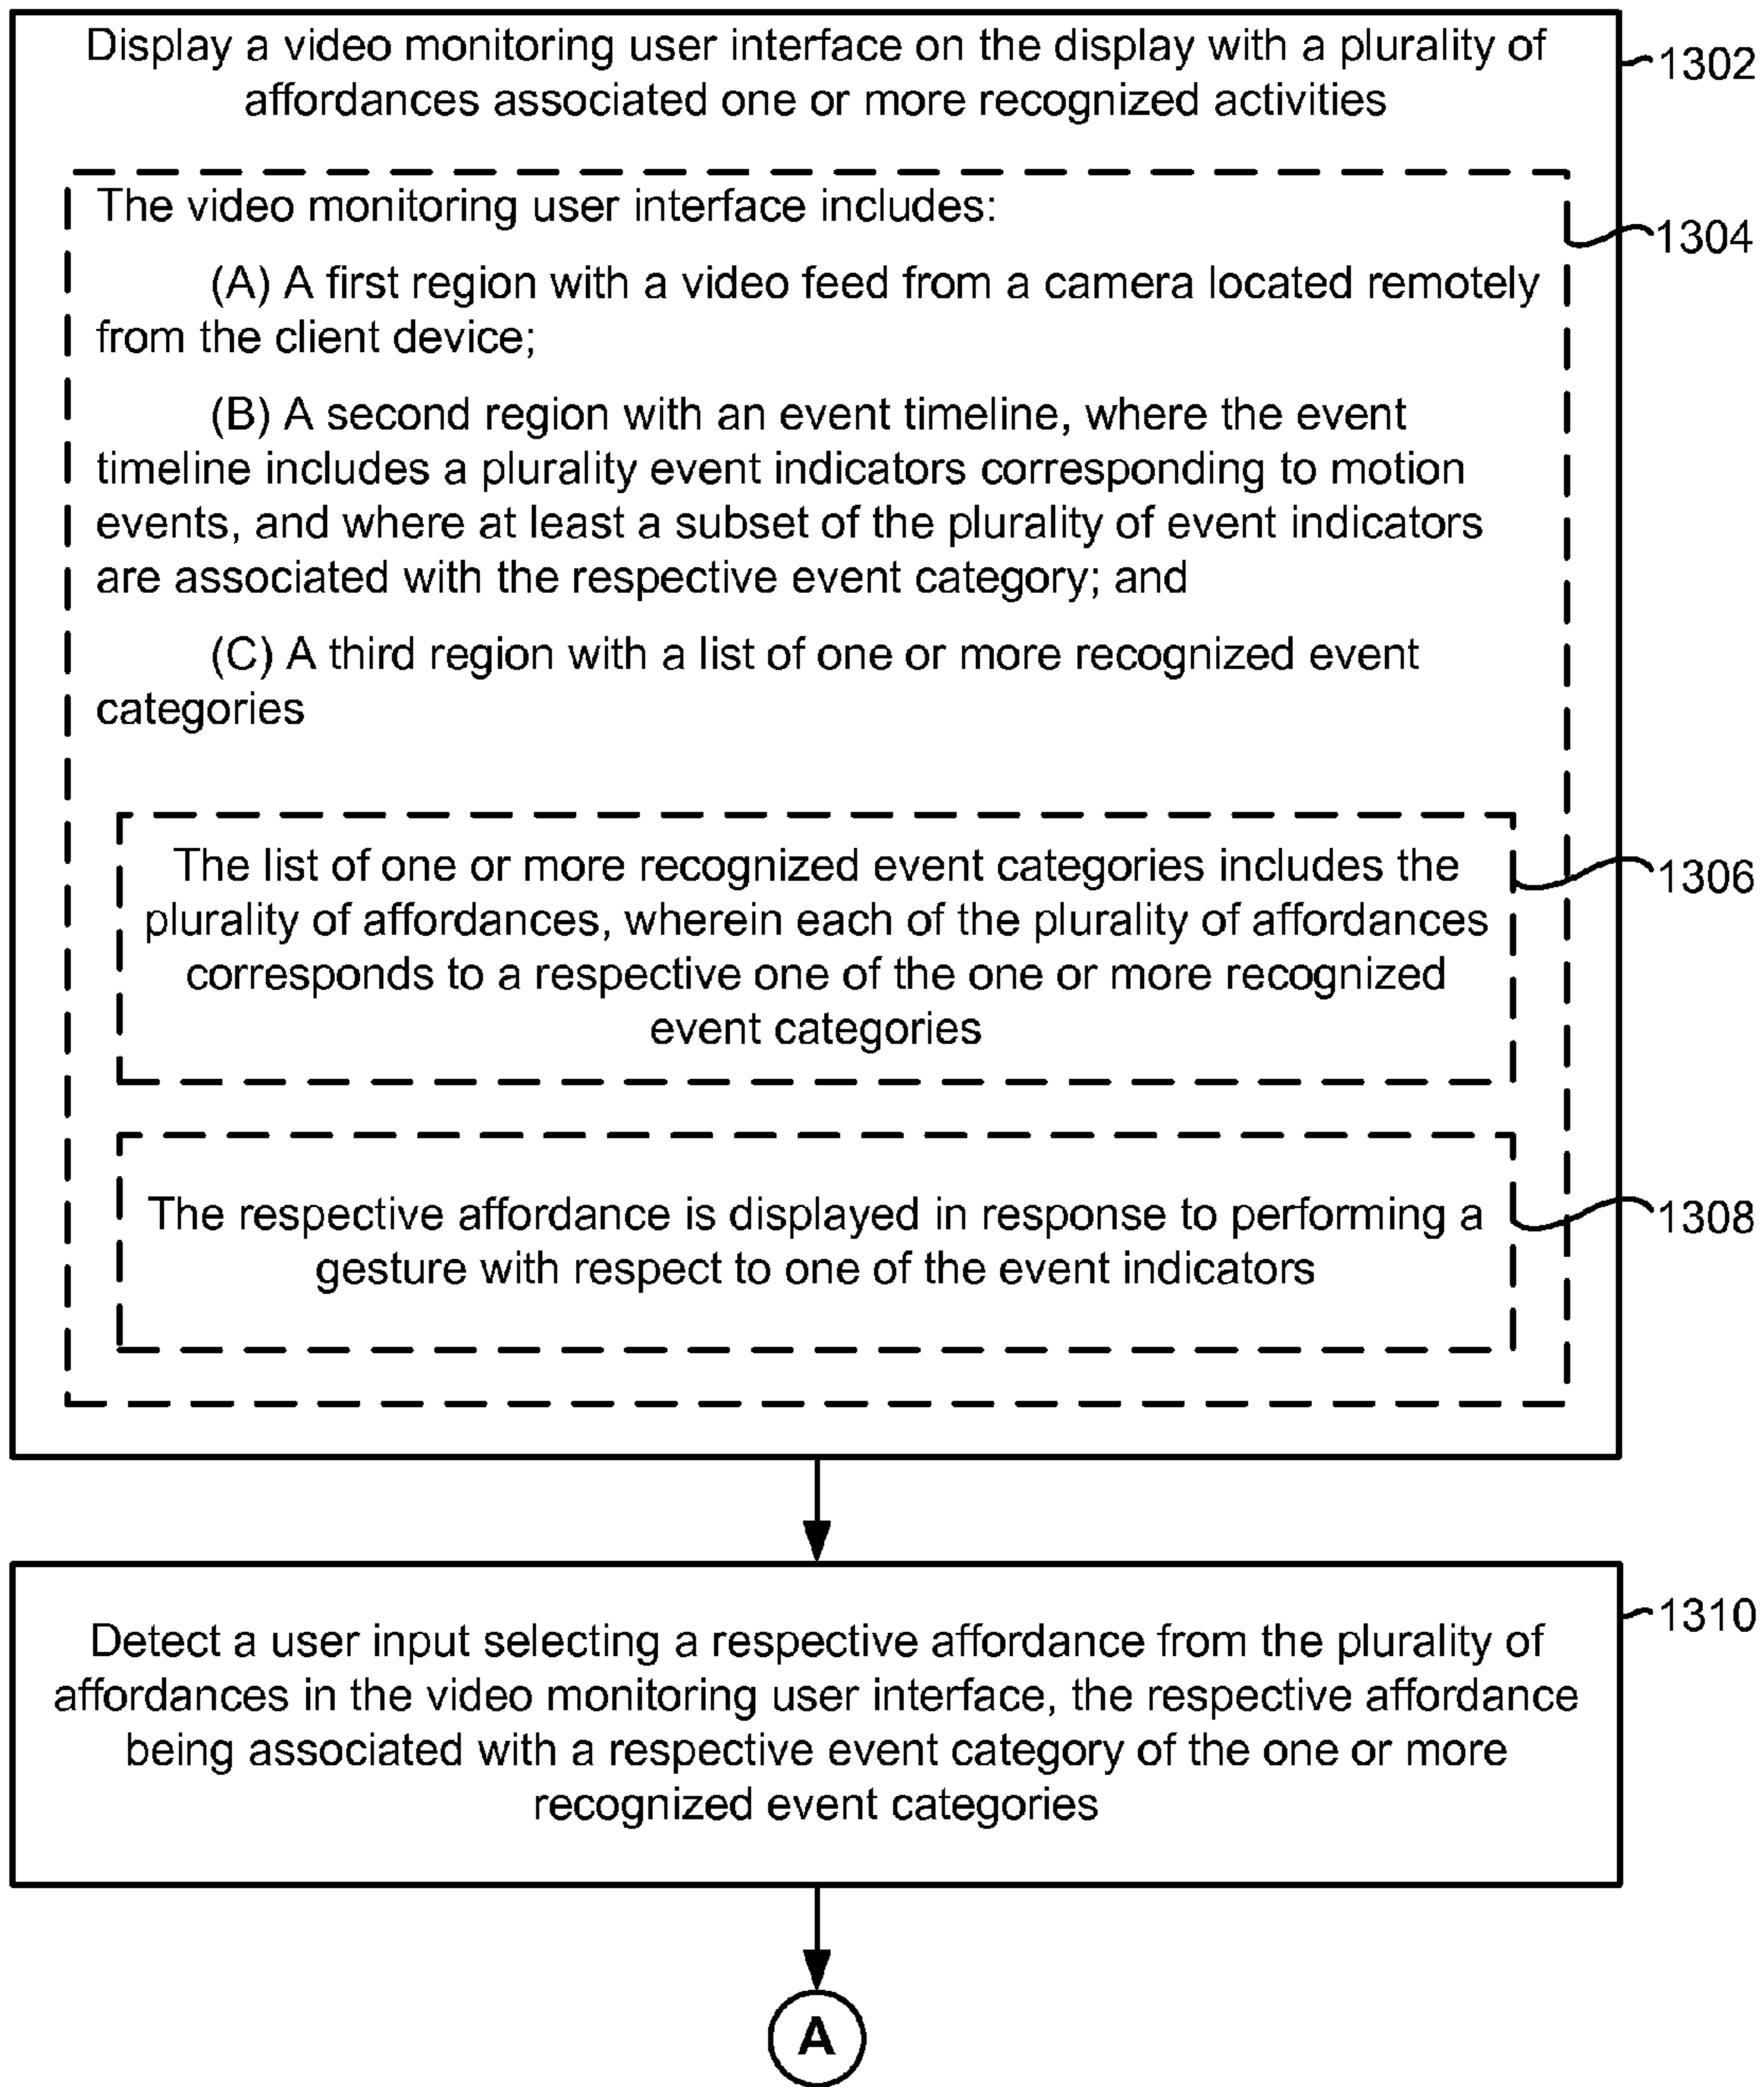 Display a video monitoring user interface on the display with a plurality of
affordances associated one or more recognized activities
1302
The video monitoring user interface includes:
1304
(A) A first region with a video feed from a camera located remotely
from the client device;
(B) A second region with an event timeline, where the event
timeline includes a plurality event indicators corresponding to motion
events, and where at least a subset of the plurality of event indicators
are associated with the respective event category; and
(C) A third region with a list of one or more recognized event
categories
The list of one or more recognized event categories includes the
plurality of affordances, wherein each of the plurality of affordances
corresponds to a respective one of the one or more recognized
event categories
1306
The respective affordance is displayed in response to performing a
gesture with respect to one of the event indicators
1308
Detect a user input selecting a respective affordance from the plurality of
affordances in the video monitoring user interface, the respective affordance
being associated with a respective event category of the one or more
recognized event categories
1310
A